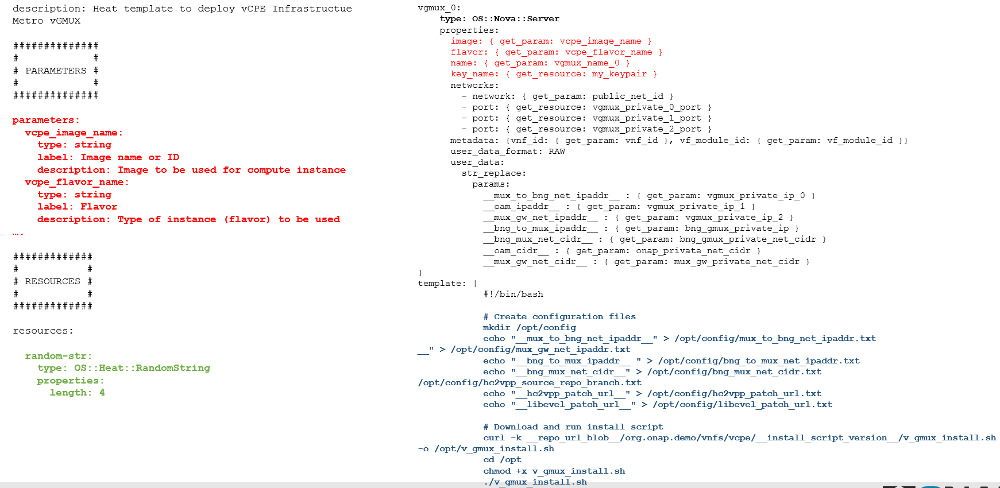 description: Heat template to deploy vCPE Infrastructue
Metro vGMUX
##############
#            #
# PARAMETERS #
#            #
##############
parameters:
  vcpe_image_name:
    type: string
    label: Image name or ID
    description: Image to be used for compute instance
  vcpe_flavor_name:
    type: string
    label: Flavor
    description: Type of instance (flavor) to be used
….
#############
#           #
# RESOURCES #
#           #
#############
resources:
  random-str:
    type: OS::Heat::RandomString
    properties:
      length: 4
vgmux_0:
    type: OS::Nova::Server
    properties:
      image: { get_param: vcpe_image_name }
      flavor: { get_param: vcpe_flavor_name }
      name: { get_param: vgmux_name_0 }
      key_name: { get_resource: my_keypair }
      networks:
        - network: { get_param: public_net_id }
        - port: { get_resource: vgmux_private_0_port }
        - port: { get_resource: vgmux_private_1_port }
        - port: { get_resource: vgmux_private_2_port }
      metadata: {vnf_id: { get_param: vnf_id }, vf_module_id: { get_param: vf_module_id }}
      user_data_format: RAW
      user_data:
        str_replace:
          params:
            __mux_to_bng_net_ipaddr__ : { get_param: vgmux_private_ip_0 }
            __oam_ipaddr__ : { get_param: vgmux_private_ip_1 }
            __mux_gw_net_ipaddr__ : { get_param: vgmux_private_ip_2 }
            __bng_to_mux_ipaddr__ : { get_param: bng_gmux_private_ip }
            __bng_mux_net_cidr__ : { get_param: bng_gmux_private_net_cidr }
            __oam_cidr__ : { get_param: onap_private_net_cidr }
            __mux_gw_net_cidr__ : { get_param: mux_gw_private_net_cidr }
}
template: |
            #!/bin/bash
            # Create configuration files
            mkdir /opt/config
            echo "__mux_to_bng_net_ipaddr__" > /opt/config/mux_to_bng_net_ipaddr.txt
__" > /opt/config/mux_gw_net_ipaddr.txt
            echo "__bng_to_mux_ipaddr__ " > /opt/config/bng_to_mux_net_ipaddr.txt
            echo "__bng_mux_net_cidr__" > /opt/config/bng_mux_net_cidr.txt
/opt/config/hc2vpp_source_repo_branch.txt
            echo "__hc2vpp_patch_url__" > /opt/config/hc2vpp_patch_url.txt
            echo "__libevel_patch_url__" > /opt/config/libevel_patch_url.txt
            # Download and run install script
            curl -k __repo_url_blob__/org.onap.demo/vnfs/vcpe/__install_script_version__/v_gmux_install.sh
-o /opt/v_gmux_install.sh
            cd /opt
            chmod +x v_gmux_install.sh
            ./v_gmux_install.sh